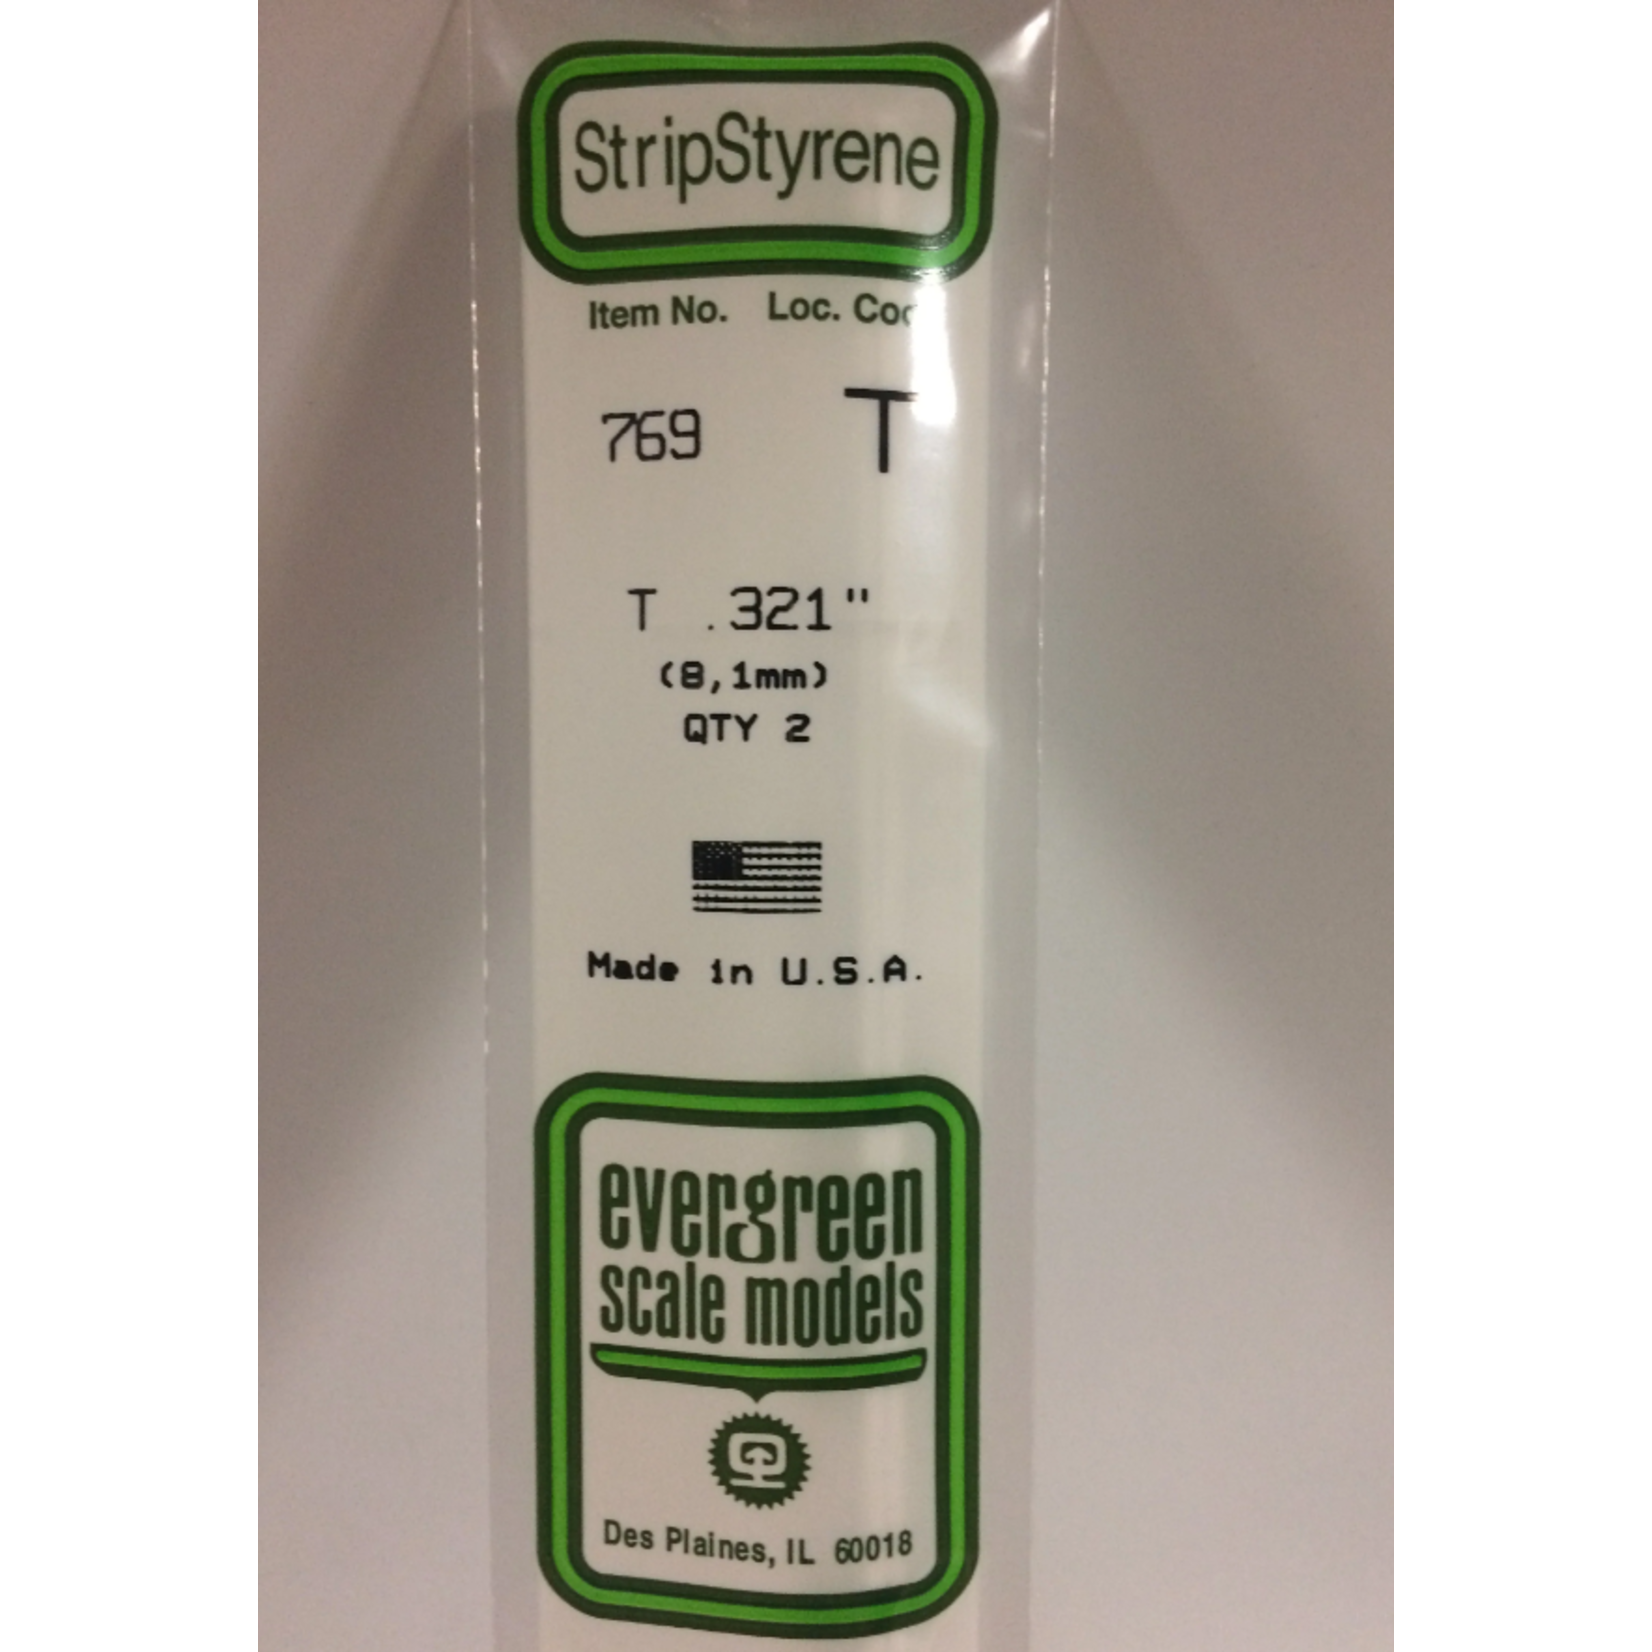 StripStyrene
Item No. Loc.
769 T
T .321"
(8,1mm)
QTY 2
Made in U.S.A.
evergreen
scale models
Des Plaines, IL 60018